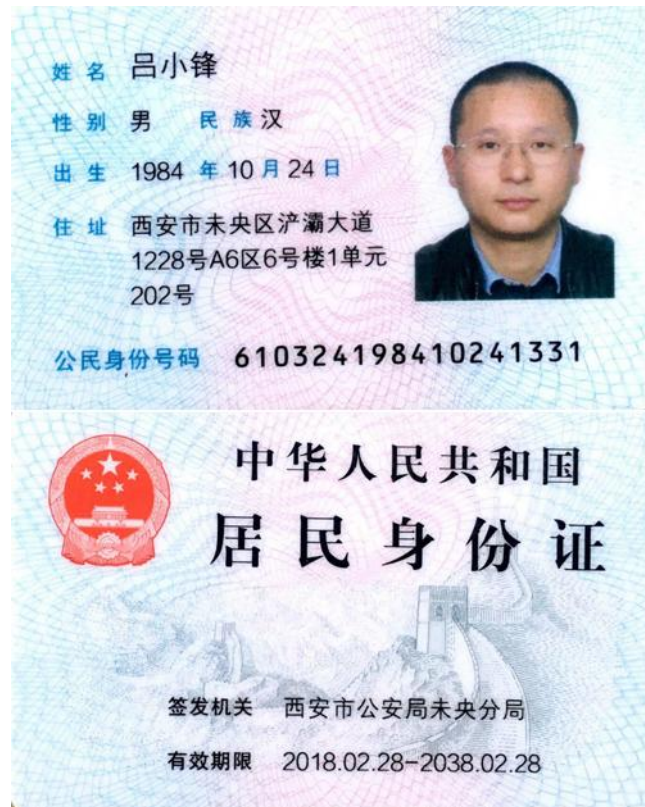 姓名 吕小锋
性别 男 民族 汉
出生 1984 年 10 月 24 日
住址 西安市未央区浐灞大道
1228号A6区6号楼1单元
202号
公民身份号码 610324198410241331
中华人民共和国
居民身份证
签发机关 西安市公安局未央分局
有效期限 2018.02.28-2038.02.28